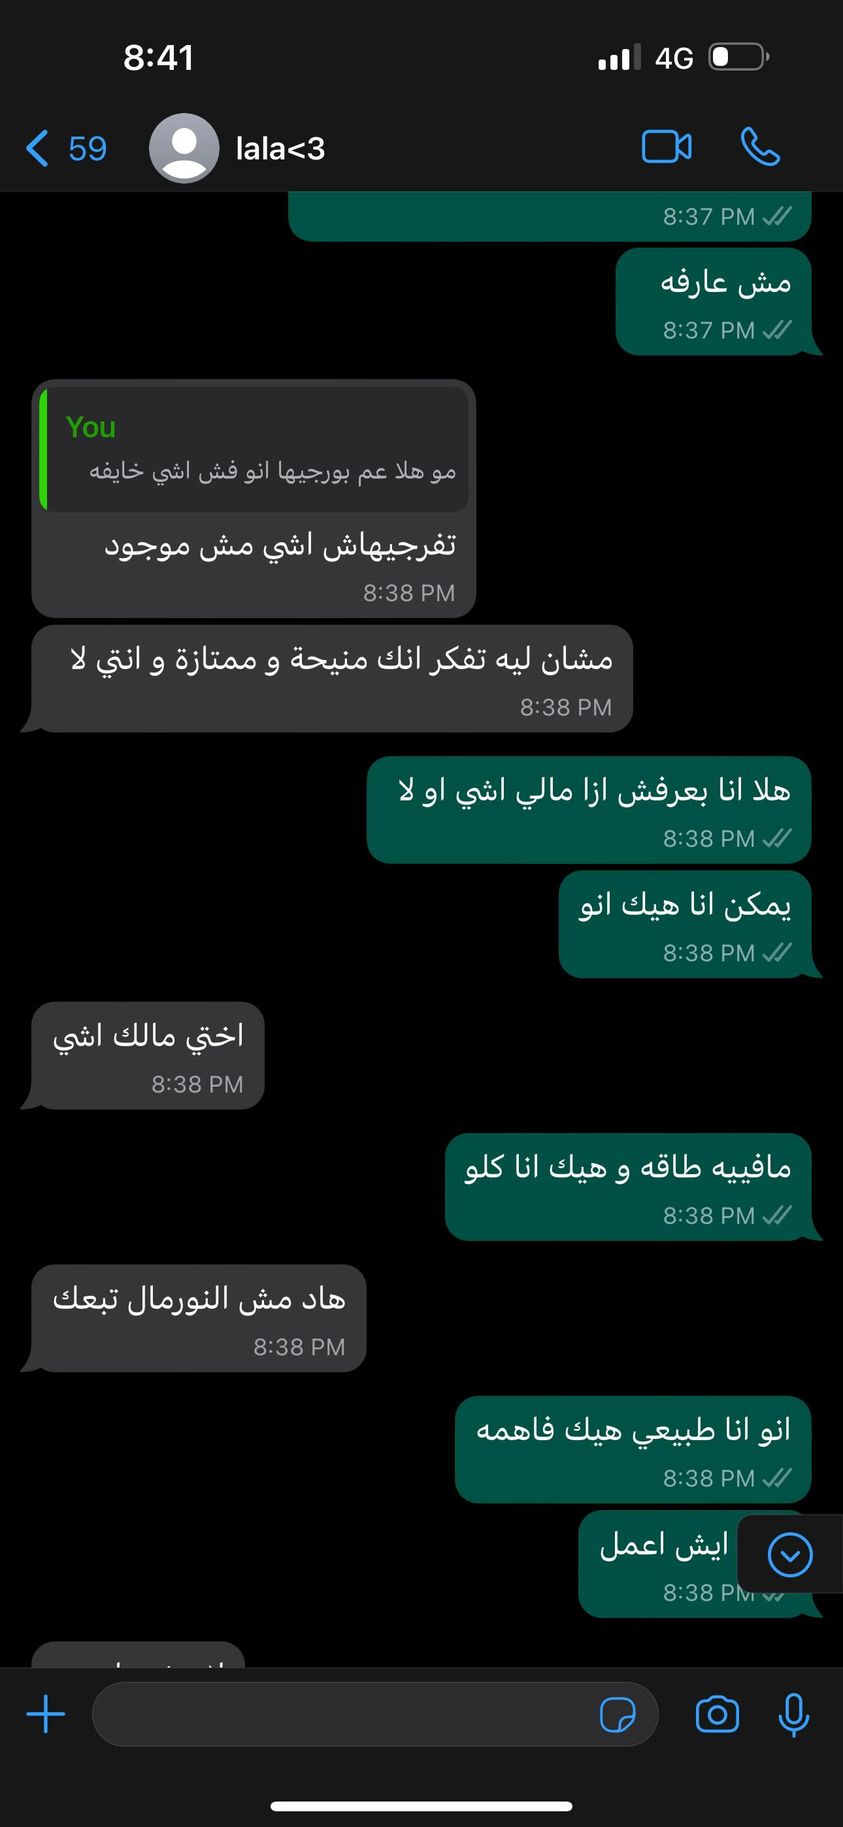 8:41
4G
59
lala<3
8:37 PM
مش عارفه
8:37 PM
You
مو هلا عم بورجيها انو فش اشي خايفه
تفرجيهاش اشي مش موجود
8:38 PM
مشان ليه تفكر انك منيحة و ممتازة و انتي لا
8:38 PM
هلا انا بعرفش ازا مالي اشي او لا
8:38 PM
يمكن انا هيك انو
8:38 PM
اختي مالك اشي
8:38 PM
مافييه طاقه و هيك انا كلو
8:38 PM
هاد مش النورمال تبعك
8:38 PM
انو انا طبيعي هيك فاهمه
8:38 PM
ايش اعمل
8:38 PM